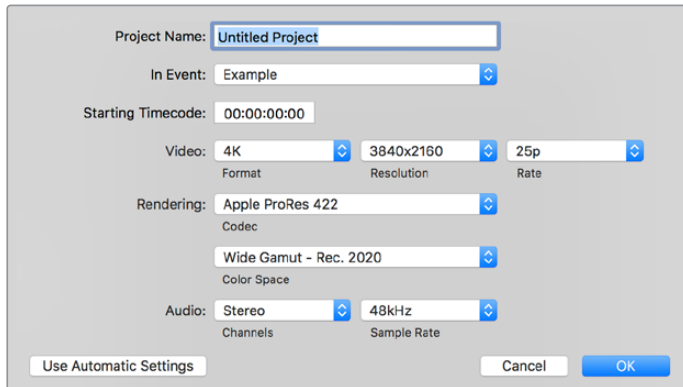 Project Name: Untitled Project
In Event: Example
Starting Timecode: 00:00:00:00
Video: 4K 3840x2160 25p
Format Resolution Rate
Rendering: Apple ProRes 422
Codec
Wide Gamut - Rec. 2020
Color Space
Audio: Stereo 48kHz
Channels Sample Rate
Use Automatic Settings Cancel OK